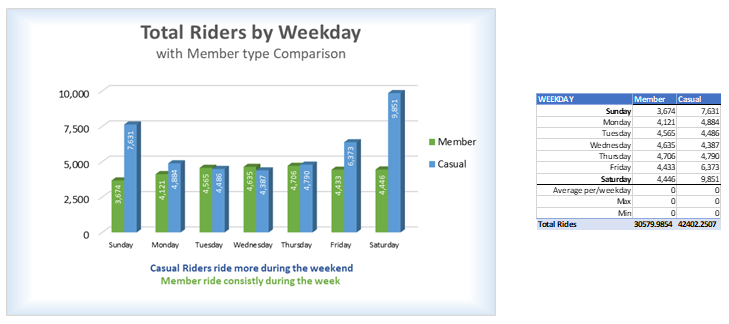 Total Riders by Weekday
with Member type Comparison
10,000
7,500
5,000
2,500
0
3,674
7,631
4,121
4,884
4,565
4,486
4,635
4,387
4,706
4,790
4,433
6,373
4,446
9,851
Sunday Monday Tuesday Wednesday Thursday Friday Saturday
Member
Casual
Casual Riders ride more during the weekend
Member ride consistly during the week
WEEKDAY Member Casual
Sunday 3,674 7,631
Monday 4,121 4,884
Tuesday 4,565 4,486
Wednesday 4,635 4,387
Thursday 4,706 4,790
Friday 4,433 6,373
Saturday 4,446 9,851
Average per/weekday 0 0
Max 0 0
Min 0 0
Total Rides 30579.9854 42402.2507